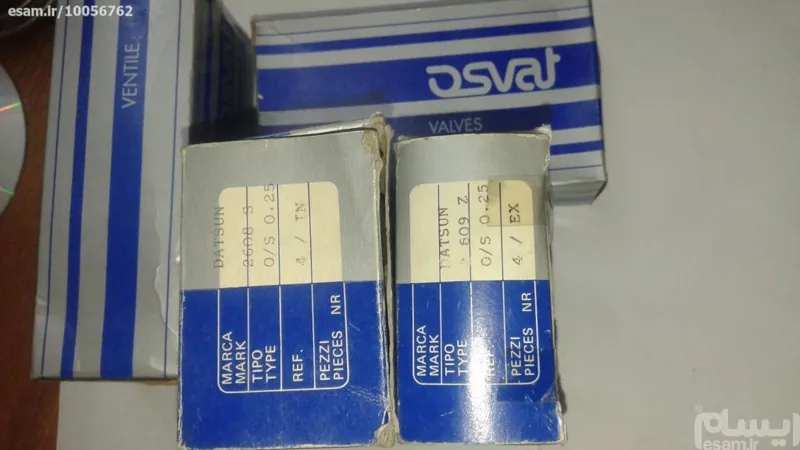 esam.ir/10056762
VENTILE
osvat
VALVES
DATSUN
2608 S
O/S 0.25
4 / IN
MARCA
MARK
TIPO
TYPE
REF.
PEZZI
PIECES NR
DATSUN
609 Z
O/S 0.25
4 / EX
MARCA
MARK
TIPO
TYPE
REF.
PEZZI
PIECES NR
ایسام
esam.ir